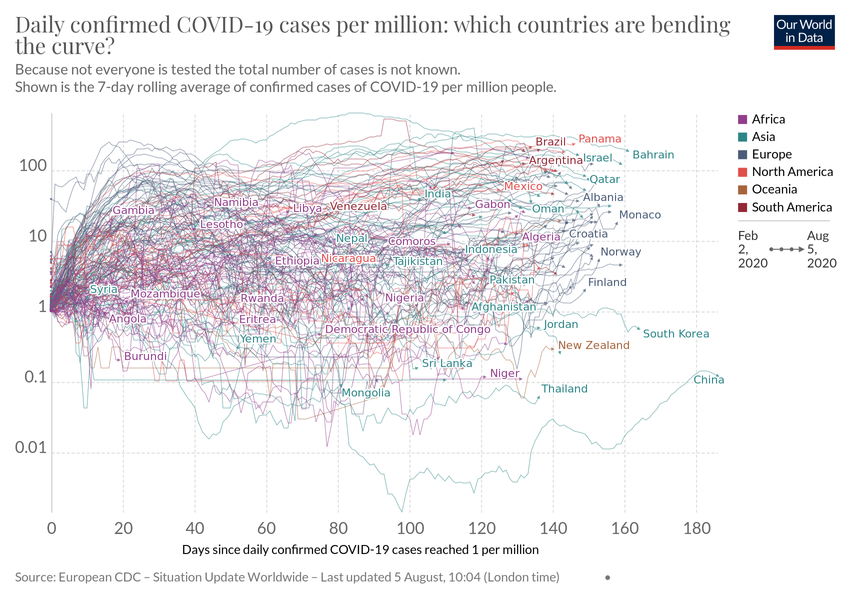 Daily confirmed COVID-19 cases per million: which countries are bending
the curve?
Our World
in Data
Because not everyone is tested the total number of cases is not known.
Shown is the 7-day rolling average of confirmed cases of COVID-19 per million people.
Africa
Asia
Europe
North America
Oceania
South America
Feb
2,
2020
Aug
5,
2020
100
10
1
0.1
0.01
Brazil
Panama
Argentina
Israel
Bahrain
Qatar
Mexico
India
Albania
Gambia
Namibia
Libya
Venezuela
Gabon
Oman
Monaco
Lesotho
Nepal
Comoros
Algeria
Croatia
Indonesia
Norway
Ethiopia
Nicaragua
Tajikistan
Pakistan
Finland
Syria
Mozambique
Rwanda
Nigeria
Afghanistan
Angola
Eritrea
Democratic Republic of Congo
Jordan
South Korea
Yemen
New Zealand
Burundi
Sri Lanka
Niger
China
Mongolia
Thailand
0
20
40
60
80
100
120
140
160
180
Days since daily confirmed COVID-19 cases reached 1 per million
Source: European CDC – Situation Update Worldwide – Last updated 5 August, 10:04 (London time)